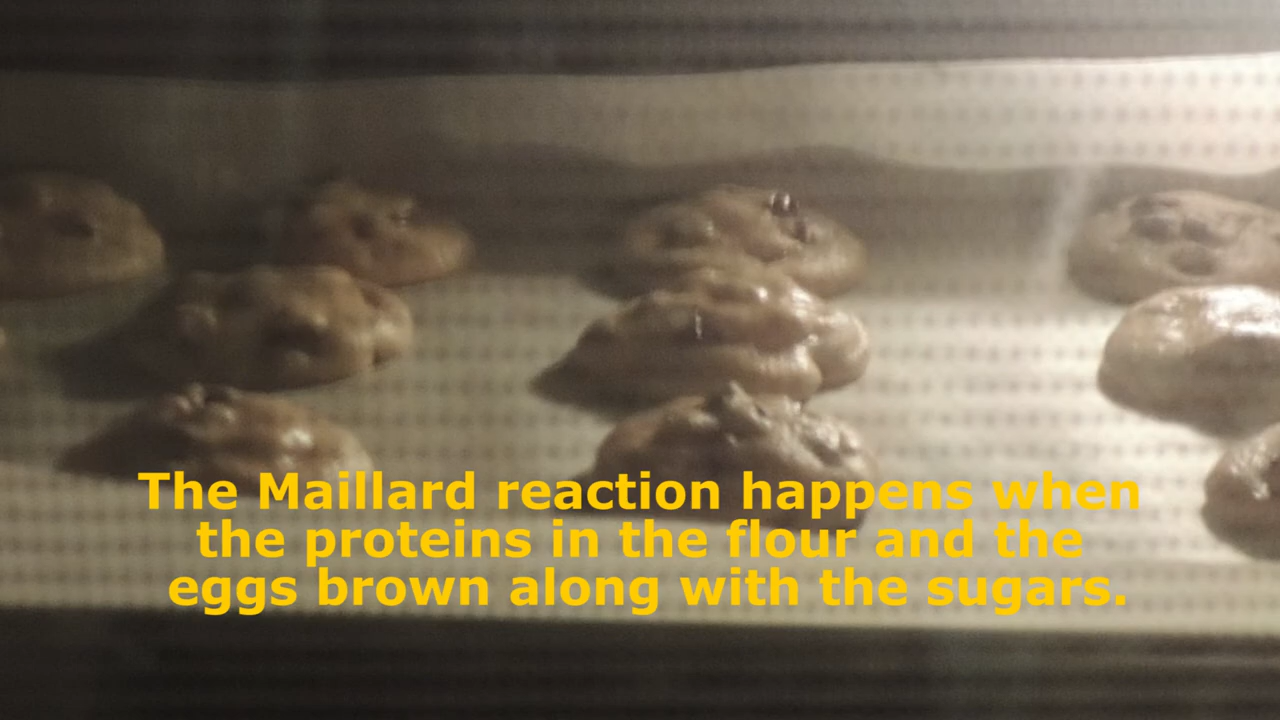 The Maillard reaction happens when
the proteins in the flour and the
eggs brown along with the sugars.